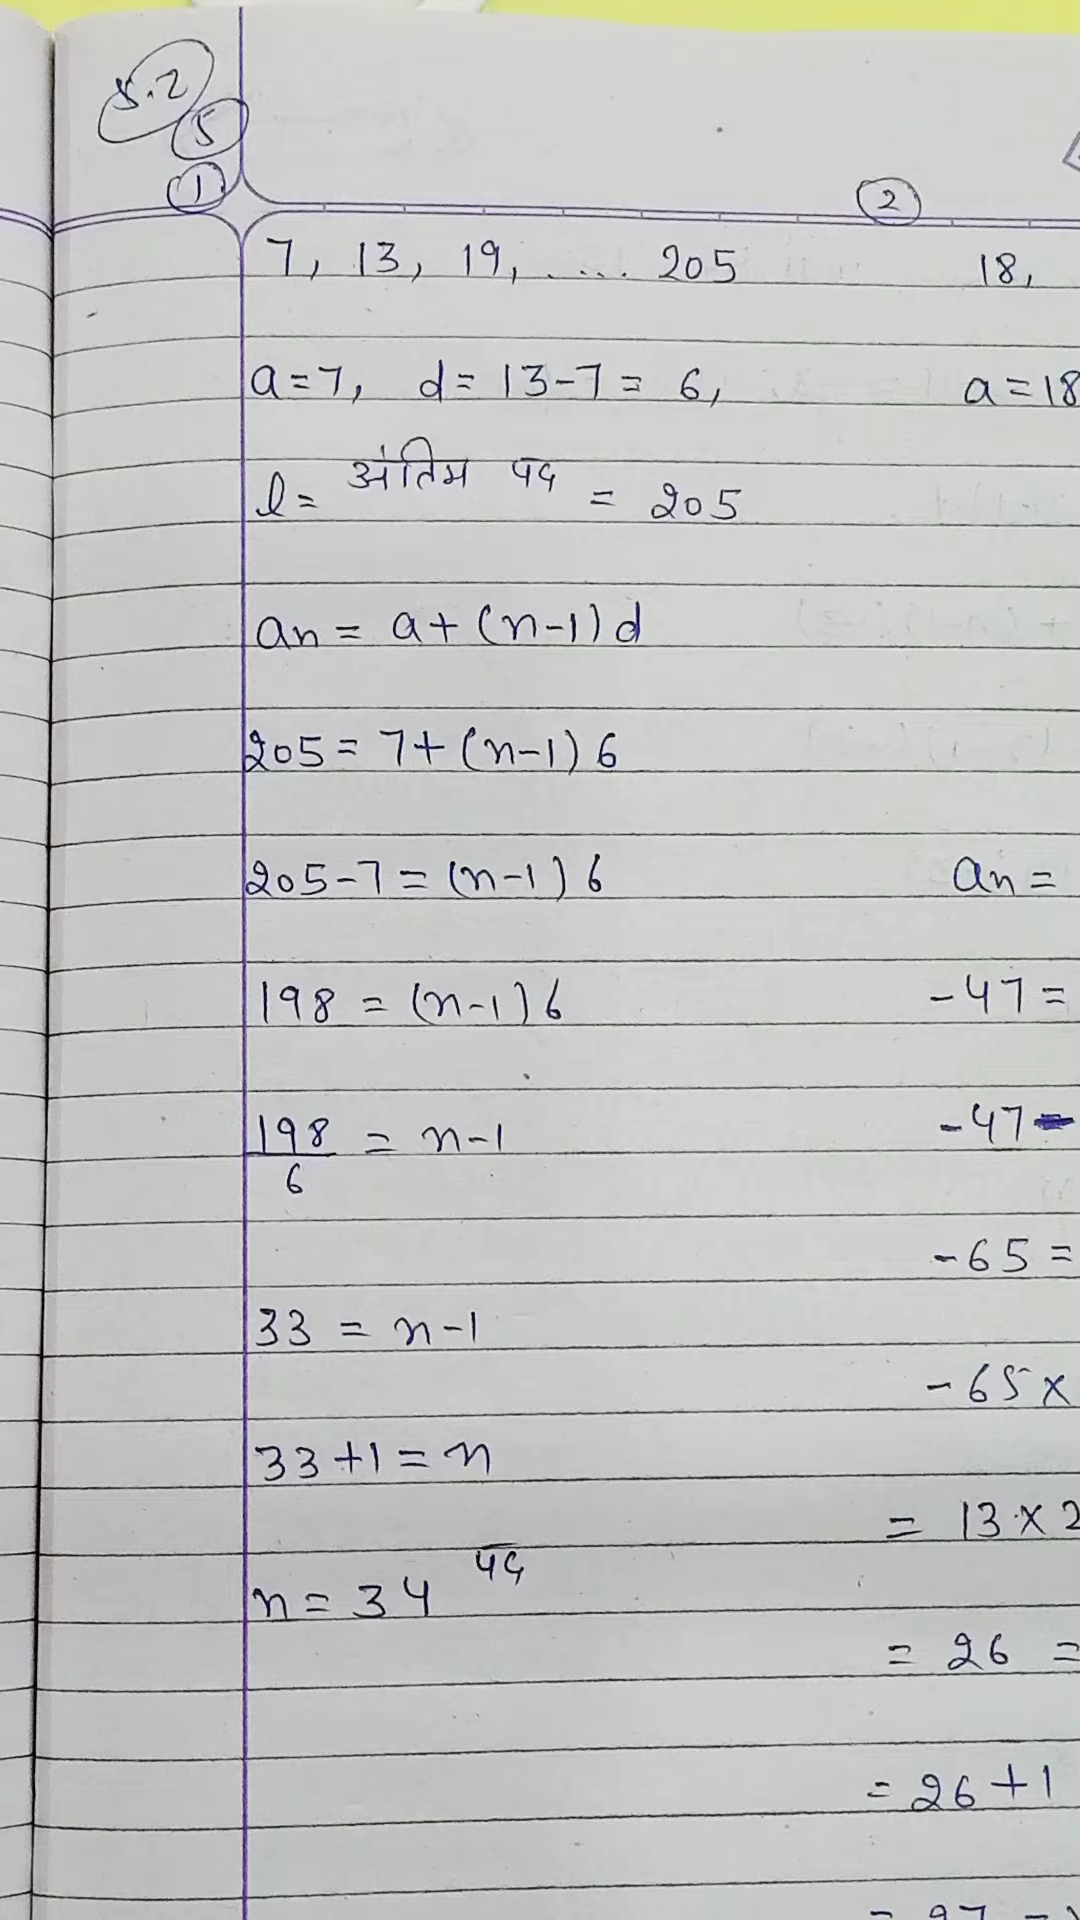 5.2
5
1
7, 13, 19, .... 205
a=7, d= 13-7= 6,
l= अंतिम पद = 205
an = a+(n-1)d
205 = 7+(n-1)6
205-7=(n-1)6
198 = (n-1)6
198/6 = n-1
33 = n-1
33+1=n
n=34 पद
2
18,
a=18
an=
-47=
-47-
-65=
-65×
= 13×2
= 26 =
= 26+1